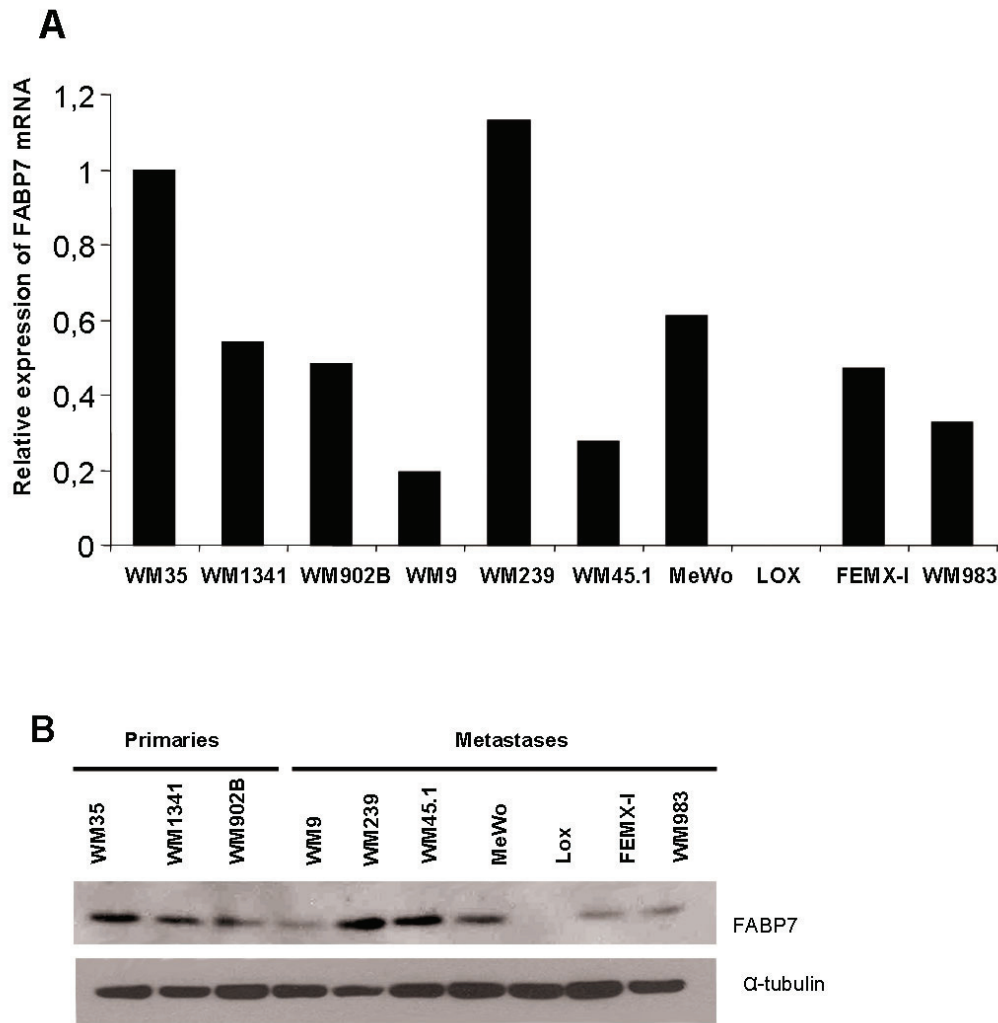 A
Relative expression of FABP7 mRNA
1,2
1
0,8
0,6
0,4
0,2
0
WM35 WM1341 WM902B WM9 WM239 WM45.1 MeWo LOX FEMX-I WM983
B
Primaries Metastases
WM35 WM1341 WM902B WM9 WM239 WM45.1 MeWo Lox FEMX-I WM983
FABP7
α-tubulin